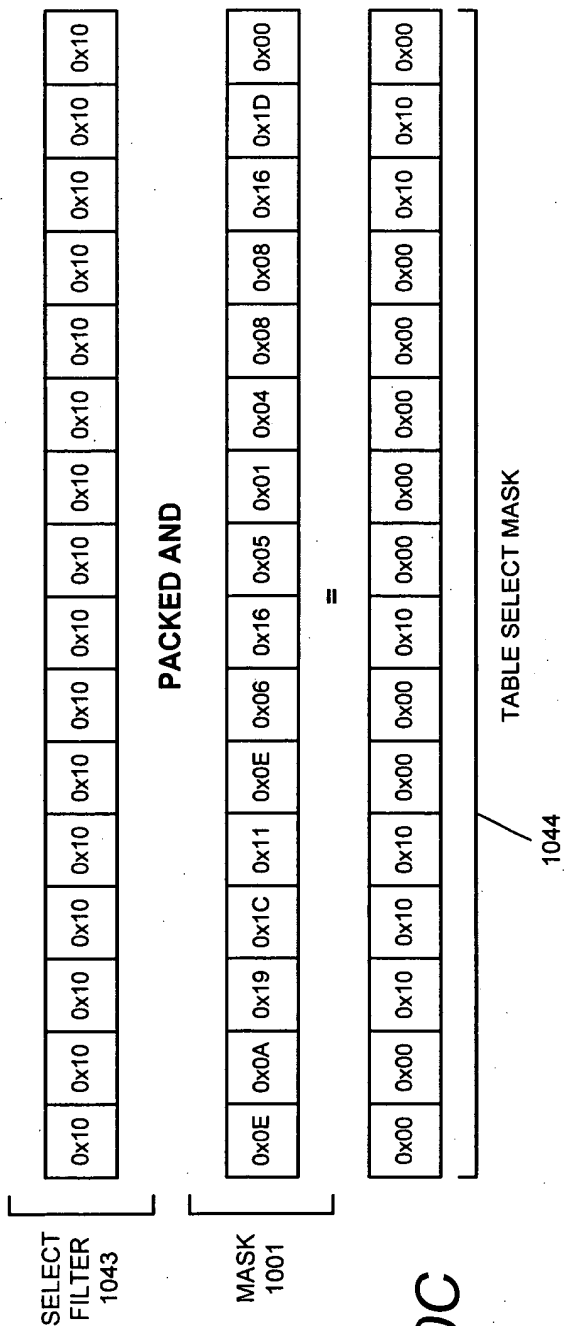 SELECT
FILTER
1043
0x10 0x10 0x10 0x10 0x10 0x10 0x10 0x10 0x10 0x10 0x10 0x10 0x10 0x10 0x10 0x10
PACKED AND
MASK
1001
0x0E 0x0A 0x19 0x1C 0x11 0x0E 0x06 0x16 0x05 0x01 0x04 0x08 0x08 0x16 0x1D 0x00
=
0x00 0x00 0x10 0x10 0x10 0x00 0x00 0x10 0x00 0x00 0x00 0x00 0x00 0x10 0x10 0x00
TABLE SELECT MASK
1044
0C